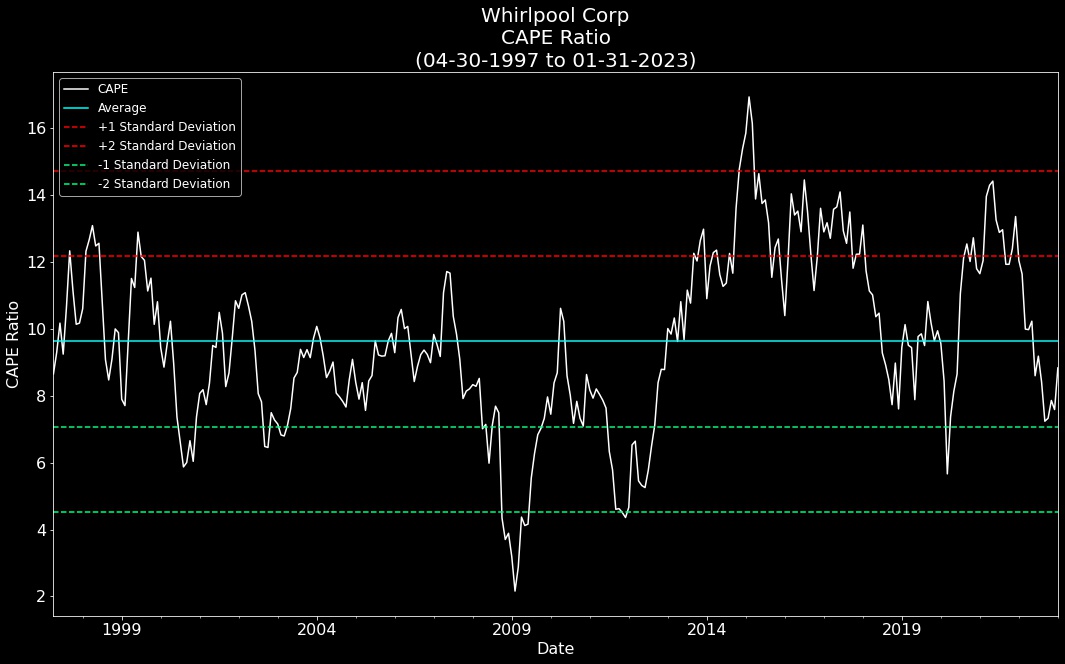 Whirlpool Corp
CAPE Ratio
(04-30-1997 to 01-31-2023)
CAPE
Average
+1 Standard Deviation
+2 Standard Deviation
-1 Standard Deviation
-2 Standard Deviation
16
14
12
10
8
6
4
2
CAPE Ratio
1999
2004
2009
2014
2019
Date